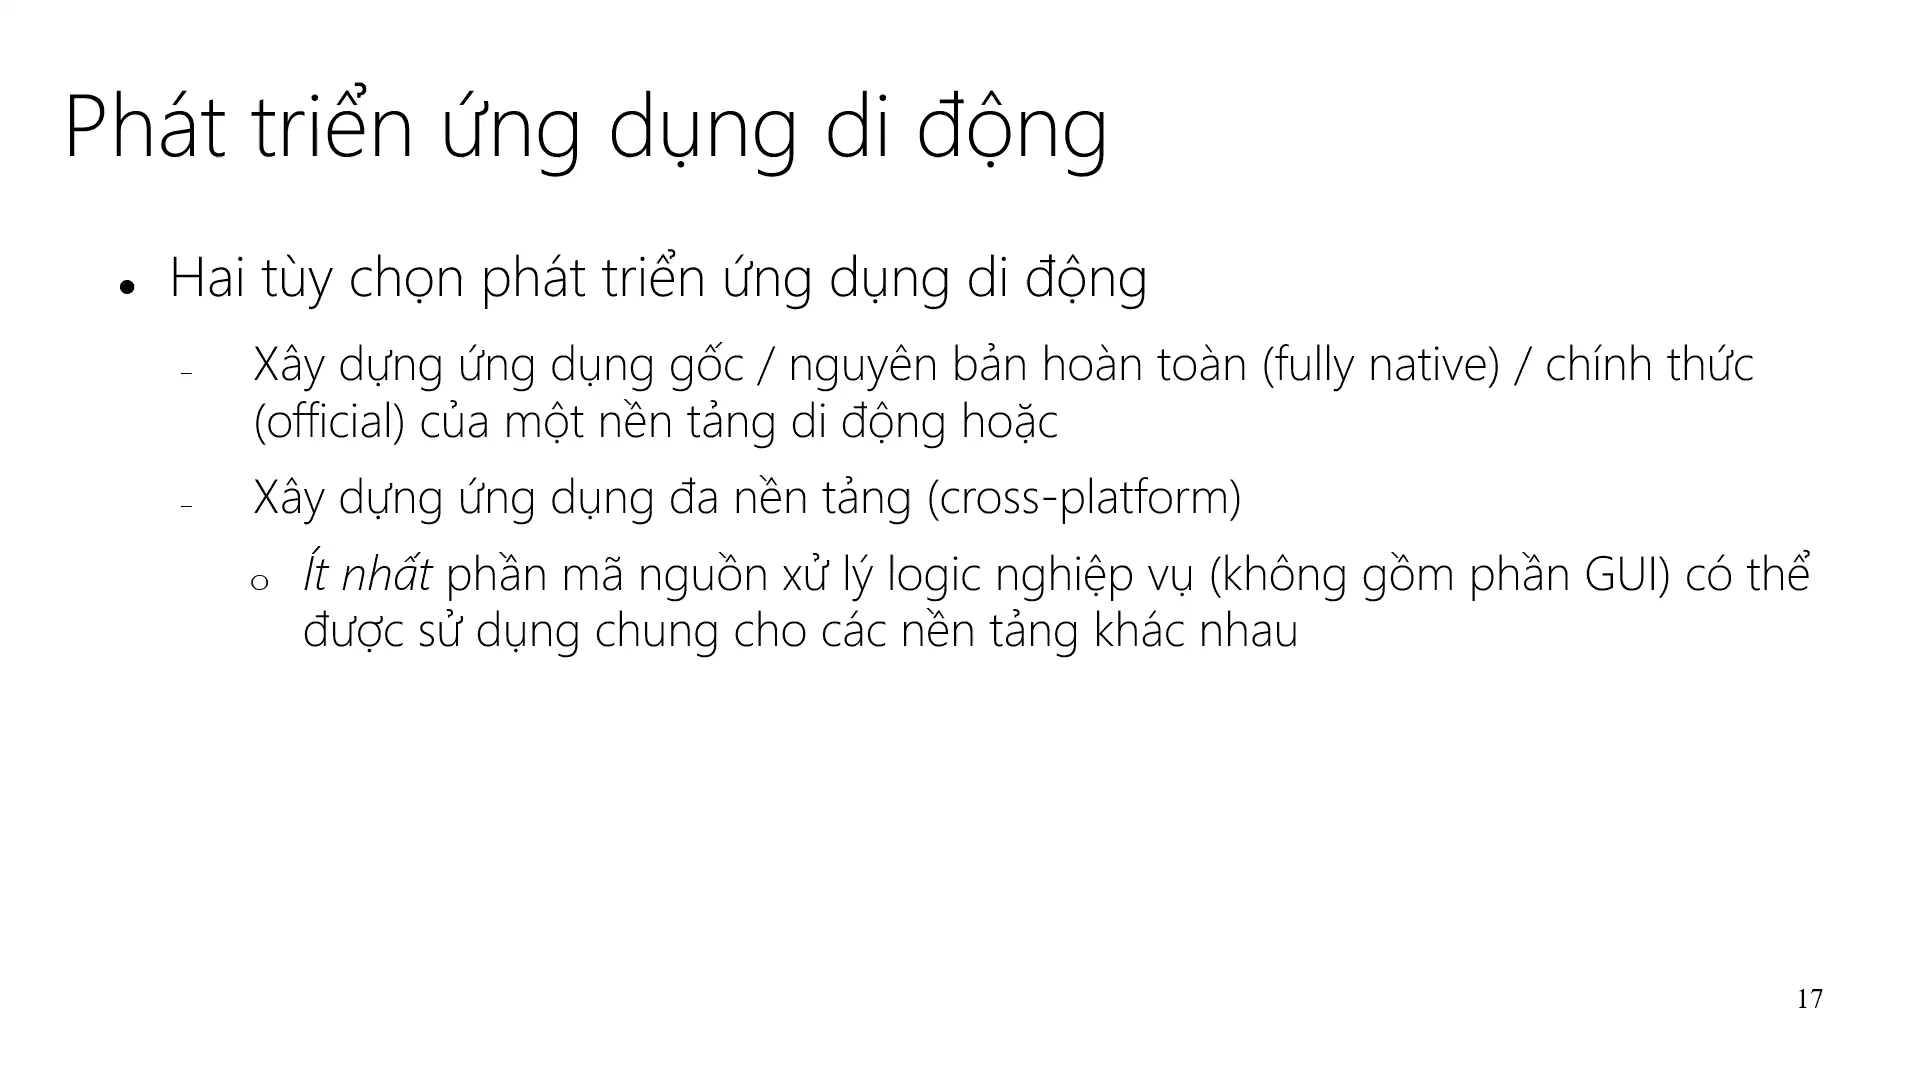 Phát triển ứng dụng di động
● Hai tùy chọn phát triển ứng dụng di động
– Xây dựng ứng dụng gốc / nguyên bản hoàn toàn (fully native) / chính thức
(official) của một nền tảng di động hoặc
– Xây dựng ứng dụng đa nền tảng (cross-platform)
o Ít nhất phần mã nguồn xử lý logic nghiệp vụ (không gồm phần GUI) có thể
được sử dụng chung cho các nền tảng khác nhau
17